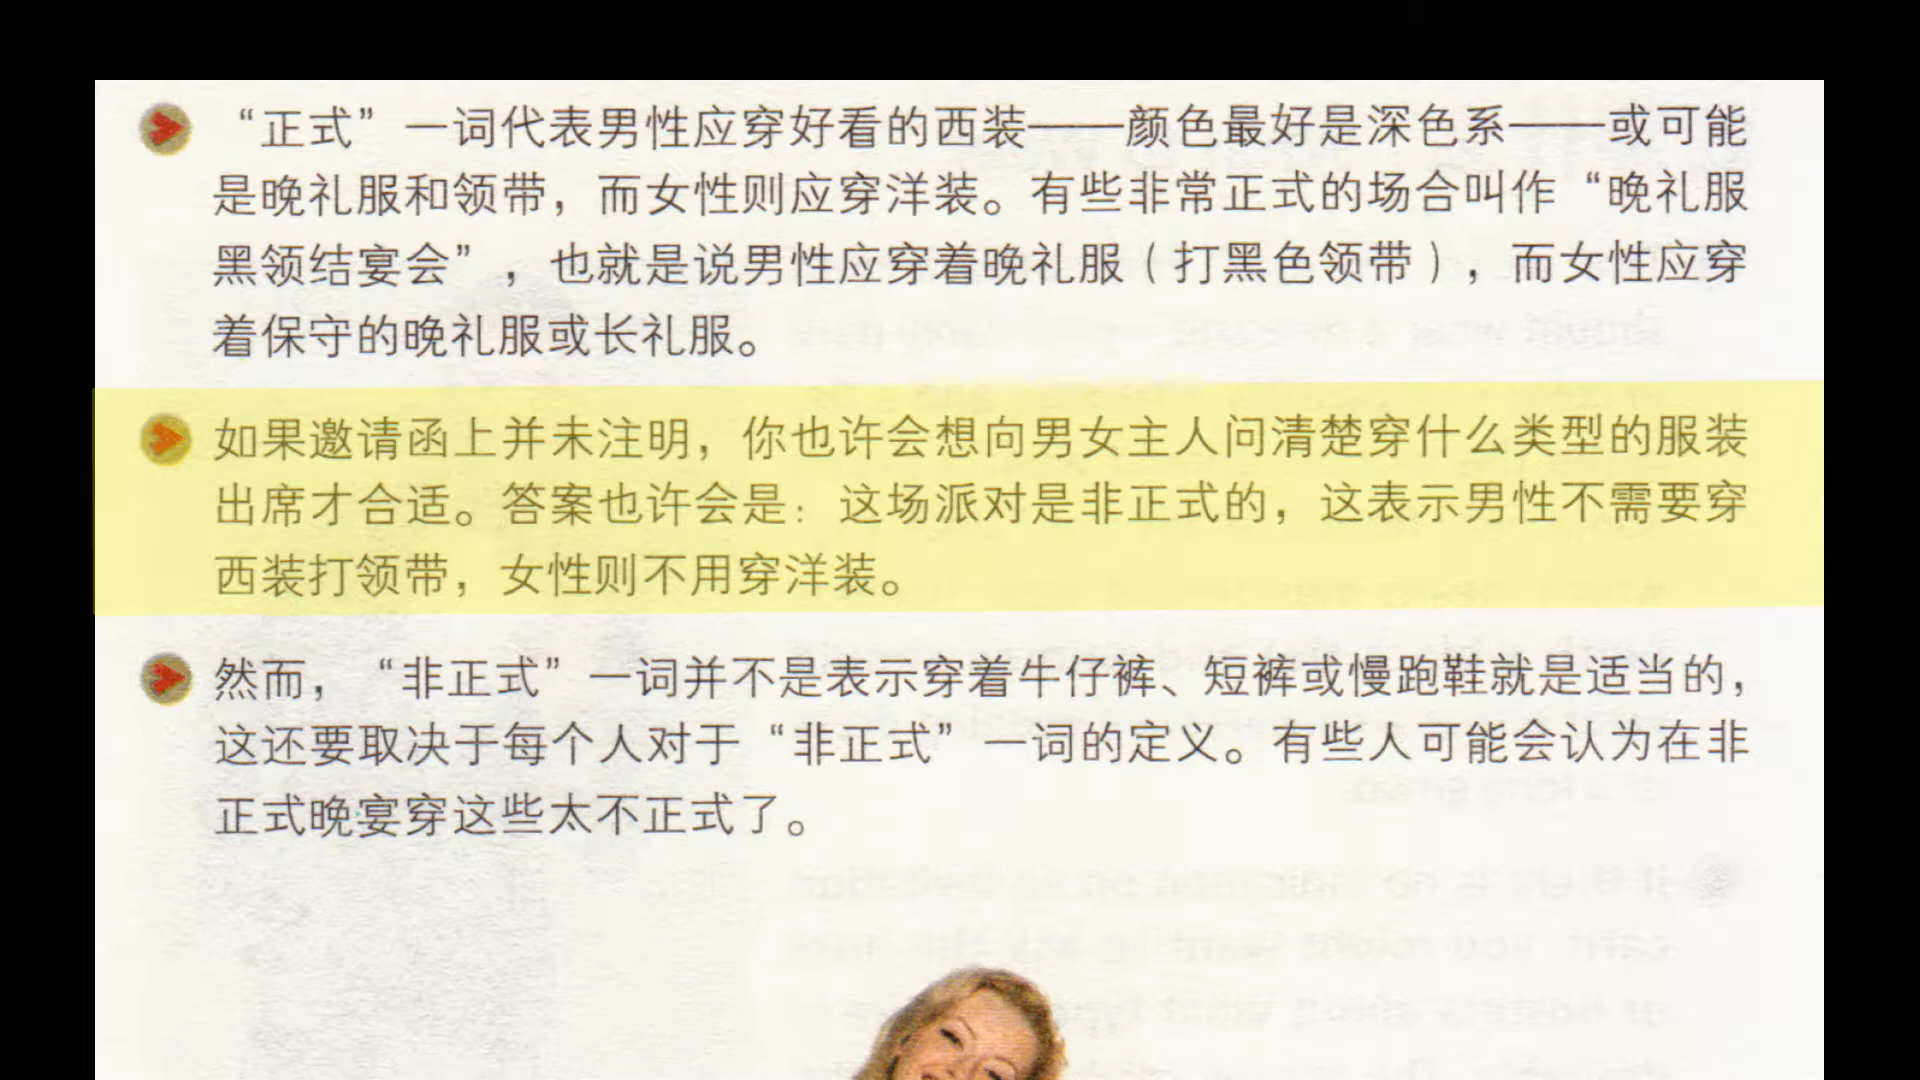 “正式”一词代表男性应穿好看的西装——颜色最好是深色系——或可能
是晚礼服和领带，而女性则应穿洋装。有些非常正式的场合叫作“晚礼服
黑领结宴会”，也就是说男性应穿着晚礼服（打黑色领带），而女性应穿
着保守的晚礼服或长礼服。
如果邀请函上并未注明，你也许会想向男女主人问清楚穿什么类型的服装
出席才合适。答案也许会是：这场派对是非正式的，这表示男性不需要穿
西装打领带，女性则不用穿洋装。
然而，“非正式”一词并不是表示穿着牛仔裤、短裤或慢跑鞋就是适当的，
这还要取决于每个人对于“非正式”一词的定义。有些人可能会认为在非
正式晚宴穿这些太不正式了。